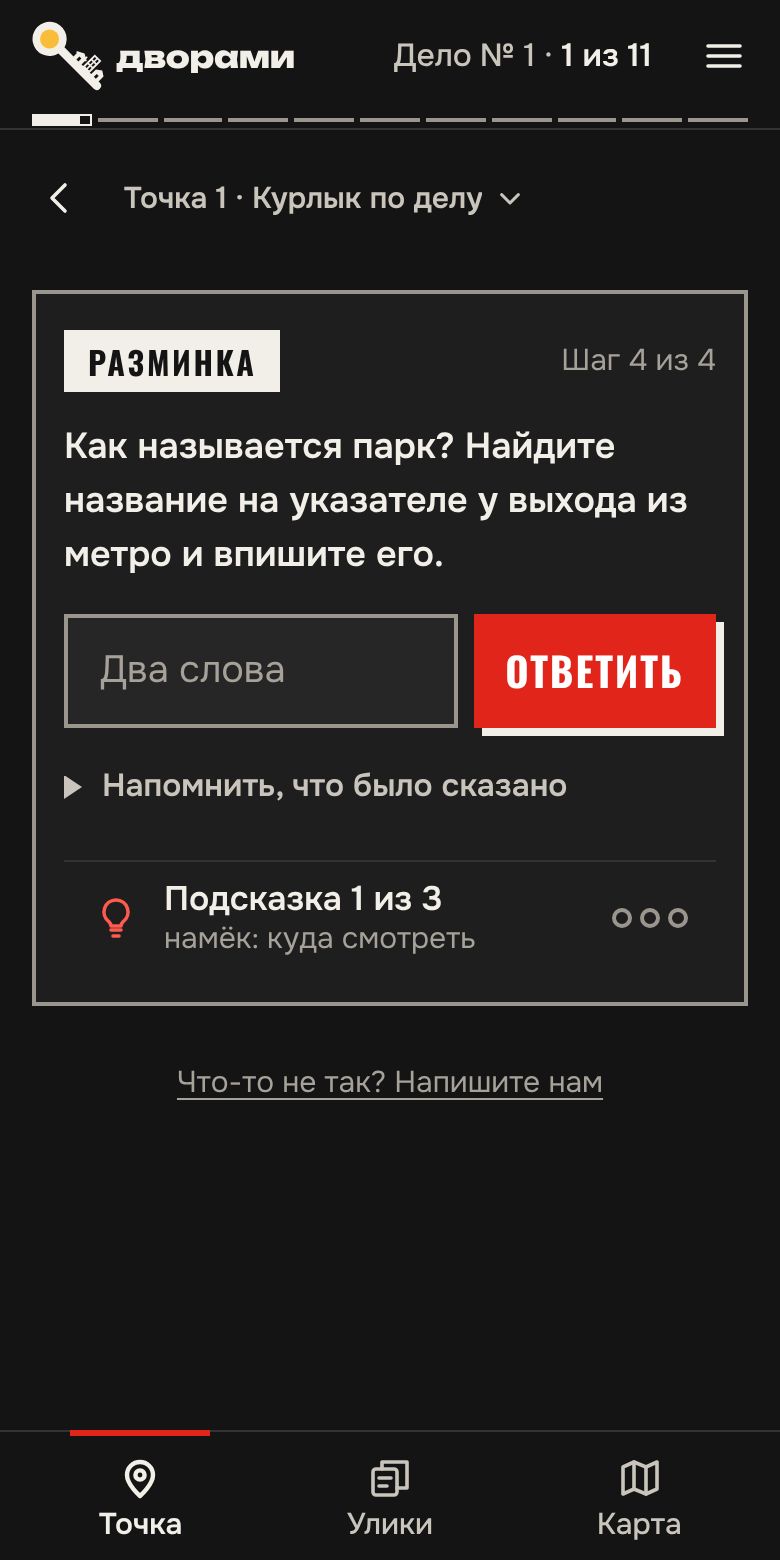 дворами
Дело № 1 · 1 из 11
Точка 1 · Курлык по делу
РАЗМИНКА
Шаг 4 из 4
Как называется парк? Найдите
название на указателе у выхода из
метро и впишите его.
Два слова
ОТВЕТИТЬ
Напомнить, что было сказано
Подсказка 1 из 3
намёк: куда смотреть
Что-то не так? Напишите нам
Точка
Улики
Карта